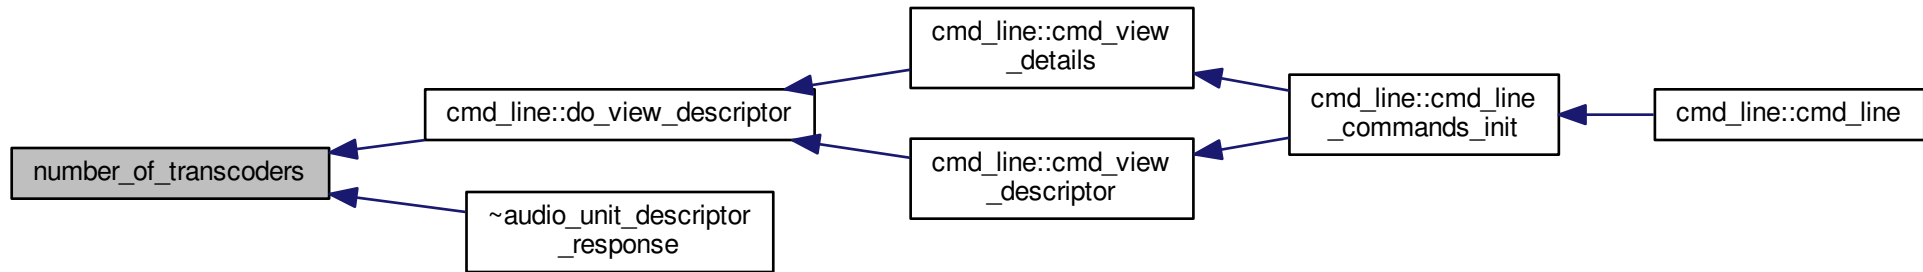 number_of_transcoders
cmd_line::do_view_descriptor
~audio_unit_descriptor
_response
cmd_line::cmd_view
_details
cmd_line::cmd_view
_descriptor
cmd_line::cmd_line
_commands_init
cmd_line::cmd_line